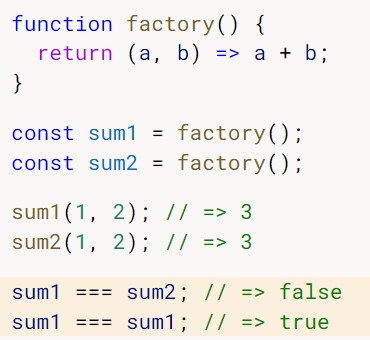 function factory() {
return (a, b) => a + b;
}
const sum1 = factory();
const sum2 = factory();
sum1(1, 2); // => 3
sum2(1, 2); // => 3
sum1 === sum2; // => false
sum1 === sum1; // => true